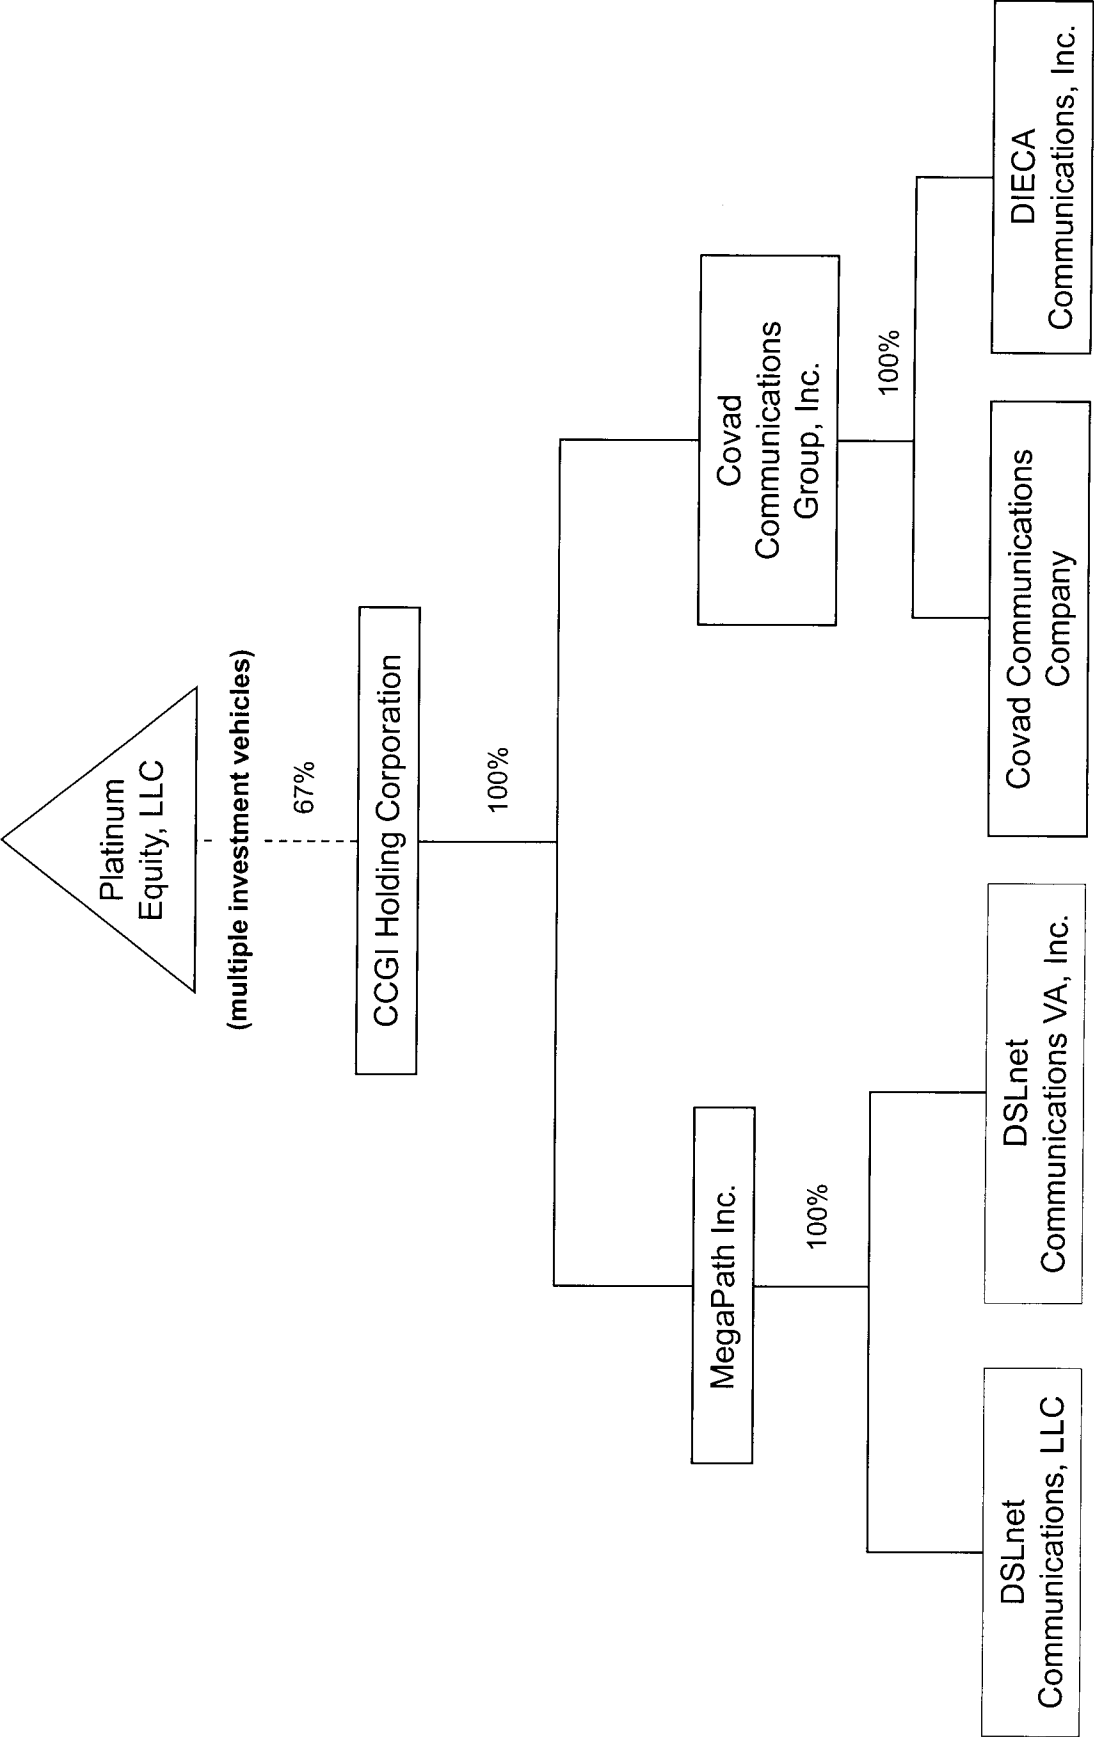 Platinum
Equity, LLC
(multiple investment vehicles)
67%
CCGI Holding Corporation
100%
MegaPath Inc.
100%
Covad
Communications
Group, Inc.
100%
DSLnet
Communications, LLC
DSLnet
Communications VA, Inc.
Covad Communications
Company
DIECA
Communications, Inc.